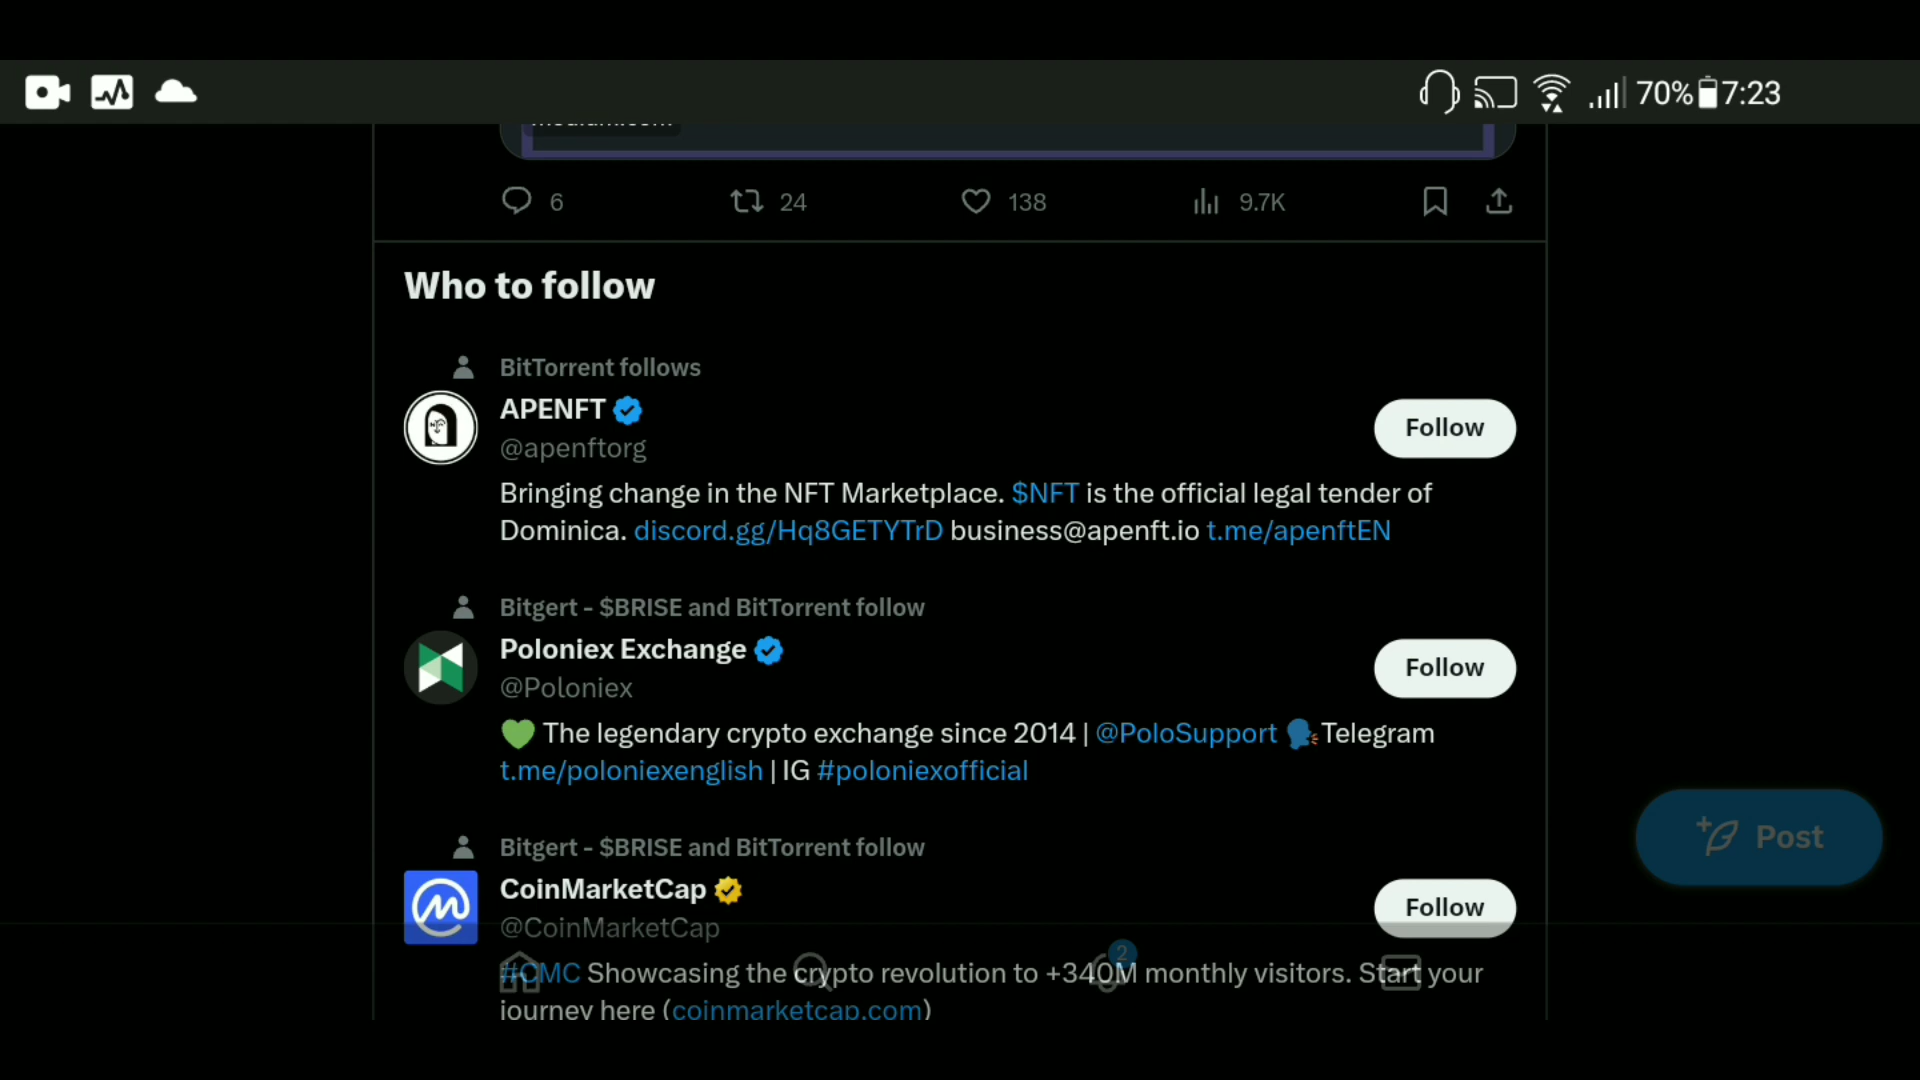 70% 7:23
6 24 138 9.7K
Who to follow
BitTorrent follows
APENFT
@apenftorg
Follow
Bringing change in the NFT Marketplace. $NFT is the official legal tender of
Dominica. discord.gg/Hq8GETYTrD business@apenft.io t.me/apenftEN
Bitgert - $BRISE and BitTorrent follow
Poloniex Exchange
@Poloniex
Follow
💚 The legendary crypto exchange since 2014 | @PoloSupport 🗣Telegram
t.me/poloniexenglish | IG #poloniexofficial
Post
Bitgert - $BRISE and BitTorrent follow
CoinMarketCap
@CoinMarketCap
Follow
2
#CMC Showcasing the crypto revolution to +340M monthly visitors. Start your
journey here (coinmarketcap.com)